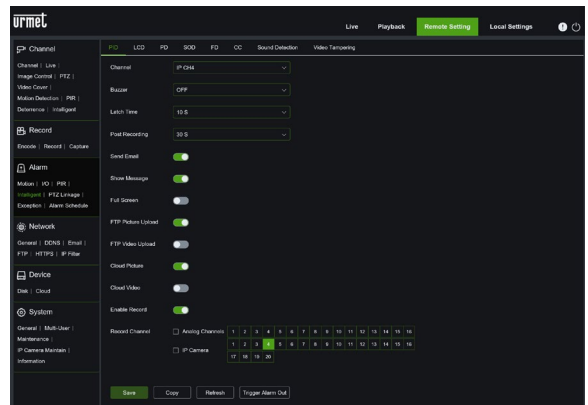 urmet
Live Playback Remote Setting Local Settings
Channel
Channel | Live |
Image Control | PTZ |
Video Cover |
Motion Detection | PIR |
Deterrence | Intelligent
Record
Encode | Record | Capture
Alarm
Motion | I/O | PIR |
Intelligent | PTZ Linkage |
Exception | Alarm Schedule
Network
General | DDNS | Email |
FTP | HTTPS | IP Filter
Device
Disk | Cloud
System
General | Multi-User |
Maintenance |
IP Camera Maintain |
Information
PID LCD PD SOD FD CC Sound Detection Video Tampering
Channel IP CH4
Buzzer OFF
Latch Time 10 S
Post Recording 30 S
Send Email
Show Message
Full Screen
FTP Picture Upload
FTP Video Upload
Cloud Picture
Cloud Video
Enable Record
Record Channel Analog Channels 1 2 3 4 5 6 7 8 9 10 11 12 13 14 15 16
IP Camera 1 2 3 4 5 6 7 8 9 10 11 12 13 14 15 16
17 18 19 20
Save Copy Refresh Trigger Alarm Out